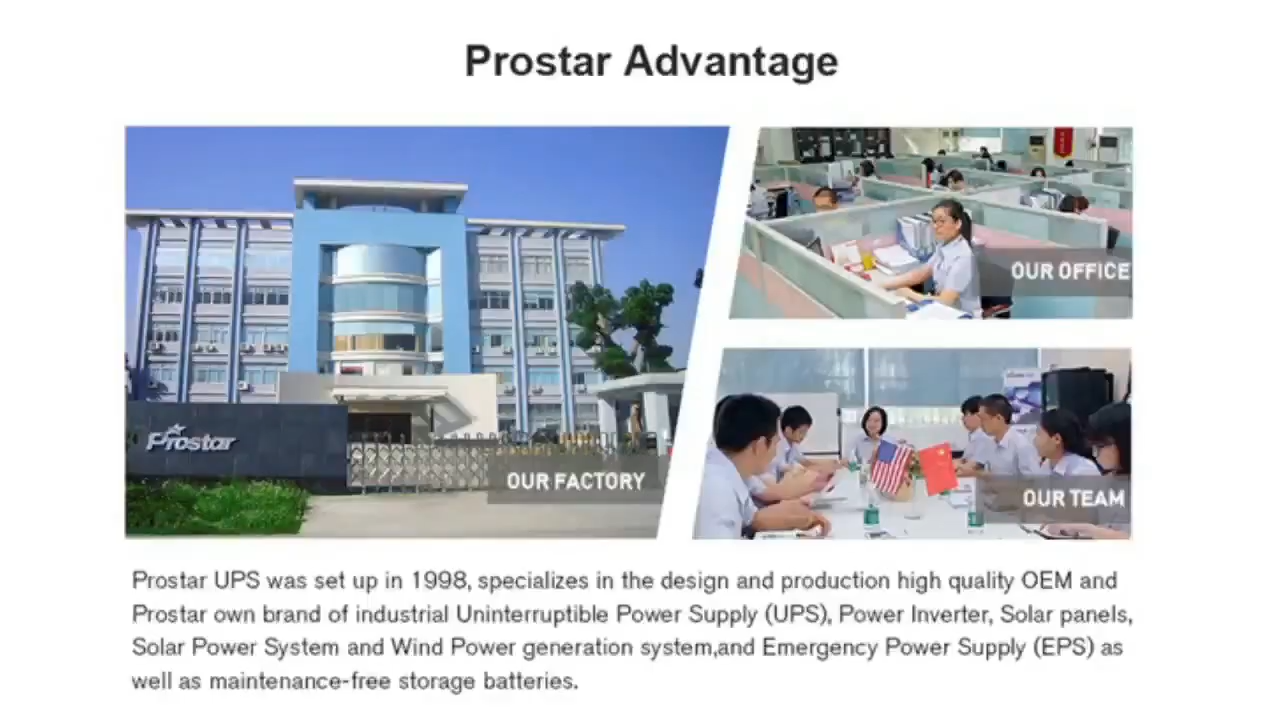 Prostar Advantage
Prostar
OUR FACTORY
OUR OFFICE
OUR TEAM
Prostar UPS was set up in 1998, specializes in the design and production high quality OEM and
Prostar own brand of industrial Uninterruptible Power Supply (UPS), Power Inverter, Solar panels,
Solar Power System and Wind Power generation system,and Emergency Power Supply (EPS) as
well as maintenance-free storage batteries.